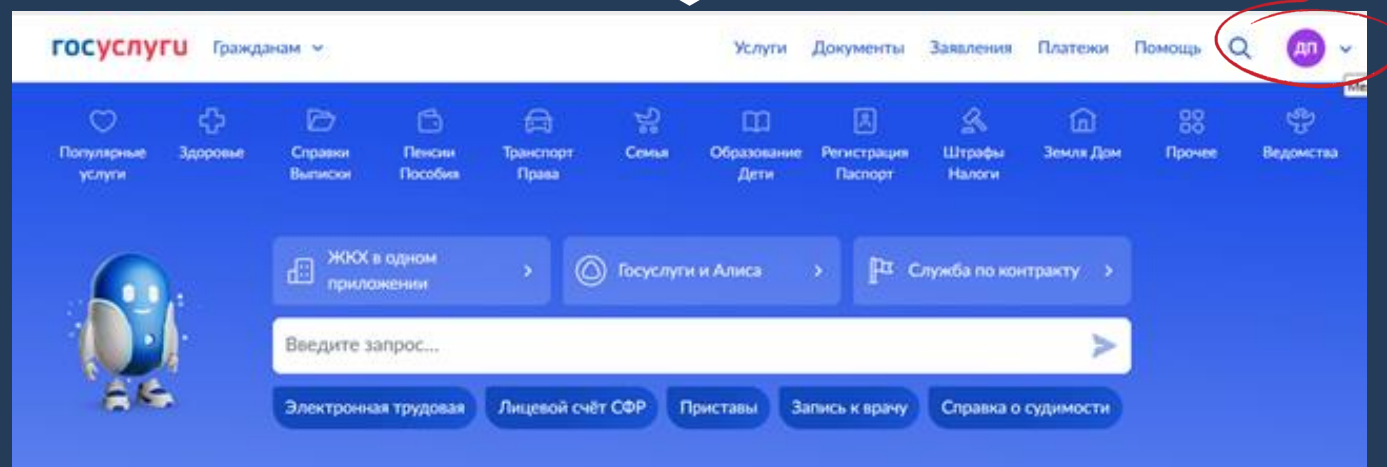 госуслуги Гражданам Услуги Документы Заявления Платежи Помощь ДП
Популярные Здоровье Справки Пенсии Транспорт Семья Образование Регистрация Штрафы Земля Дом Прочее Ведомства
услуги Выписки Пособия Права Дети Паспорт Налоги
ЖКХ в одном
приложении
Госуслуги и Алиса
Служба по контракту
Введите запрос...
Электронная трудовая Лицевой счёт СФР Приставы Запись к врачу Справка о судимости